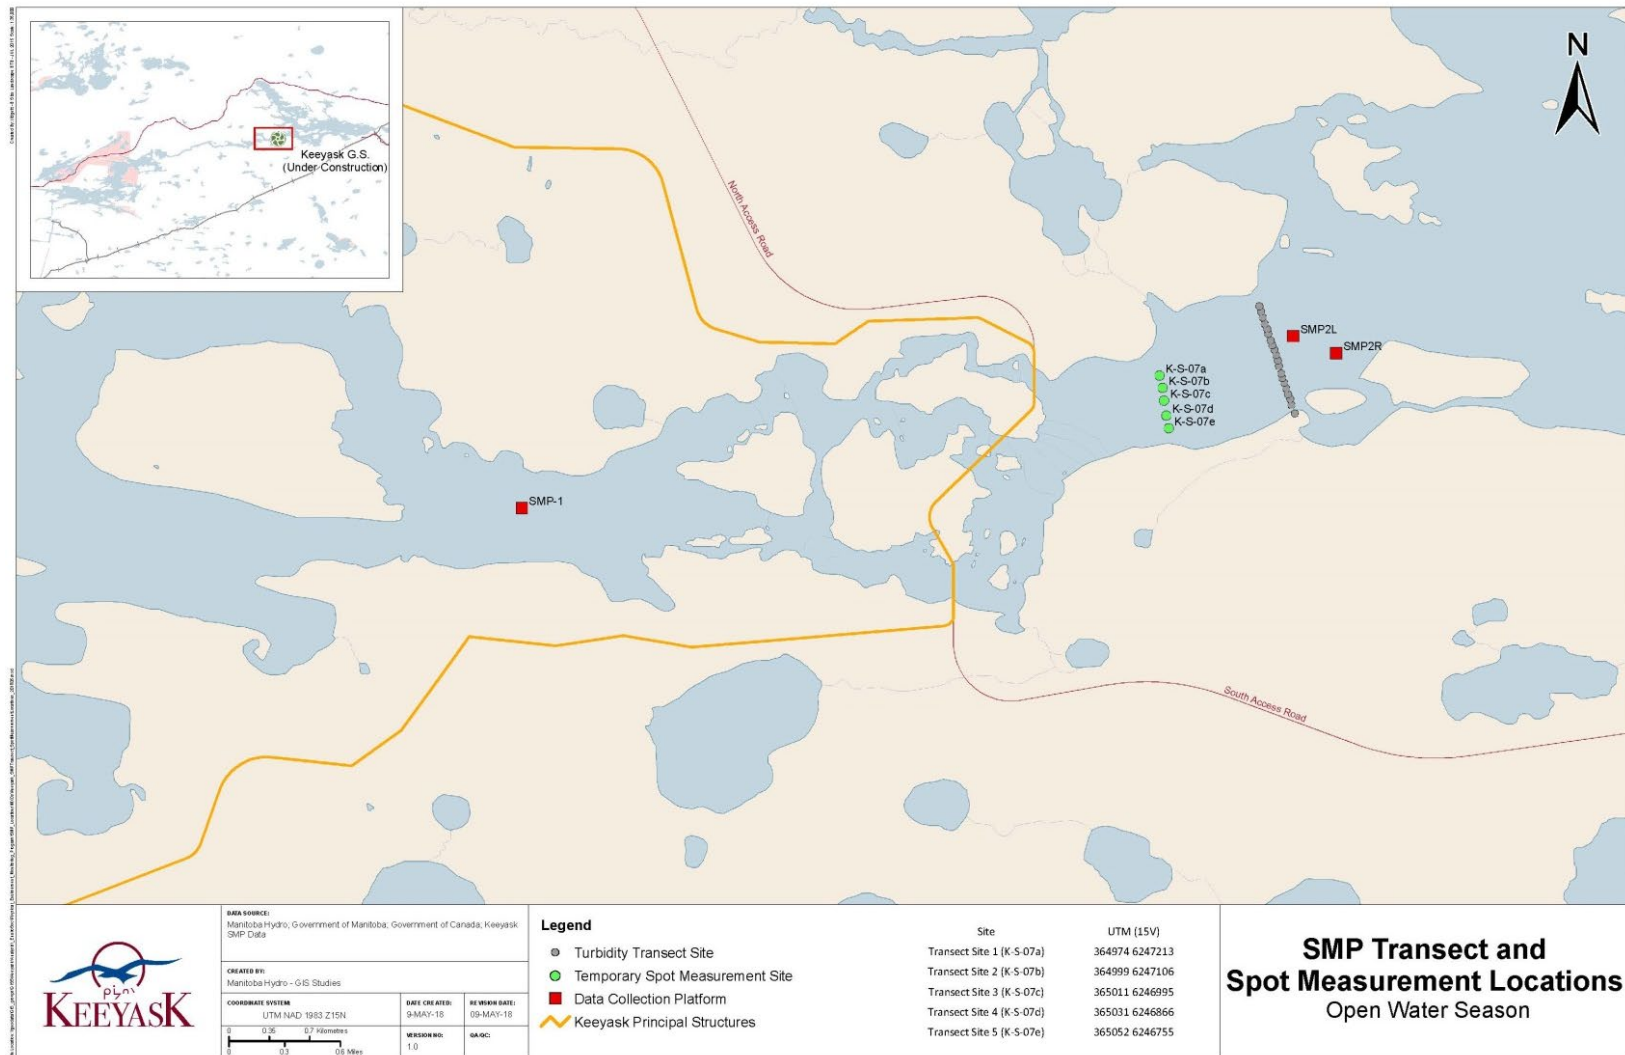 N
Keeyask G.S.
(Under Construction)
North Access Road
SMP2L
SMP2R
K-S-07a
K-S-07b
K-S-07c
K-S-07d
K-S-07e
SMP-1
South Access Road
KEEYASK
DATA SOURCE:
Manitoba Hydro; Government of Manitoba; Government of Canada; Keeyask
SMP Data
CREATED BY:
Manitoba Hydro - GIS Studies
COORDINATE SYSTEM:
UTM NAD 1983 Z15N
DATE CREATED:
9-MAY-18
REVISION DATE:
09-MAY-18
0 0.35 0.7 Kilometres
0 0.3 0.6 Miles
VERSION NO:
1.0
QA/QC:
Legend
Turbidity Transect Site
Temporary Spot Measurement Site
Data Collection Platform
Keeyask Principal Structures
Site UTM (15V)
Transect Site 1 (K-S-07a) 364974 6247213
Transect Site 2 (K-S-07b) 364999 6247106
Transect Site 3 (K-S-07c) 365011 6246995
Transect Site 4 (K-S-07d) 365031 6246866
Transect Site 5 (K-S-07e) 365052 6246755
SMP Transect and
Spot Measurement Locations
Open Water Season